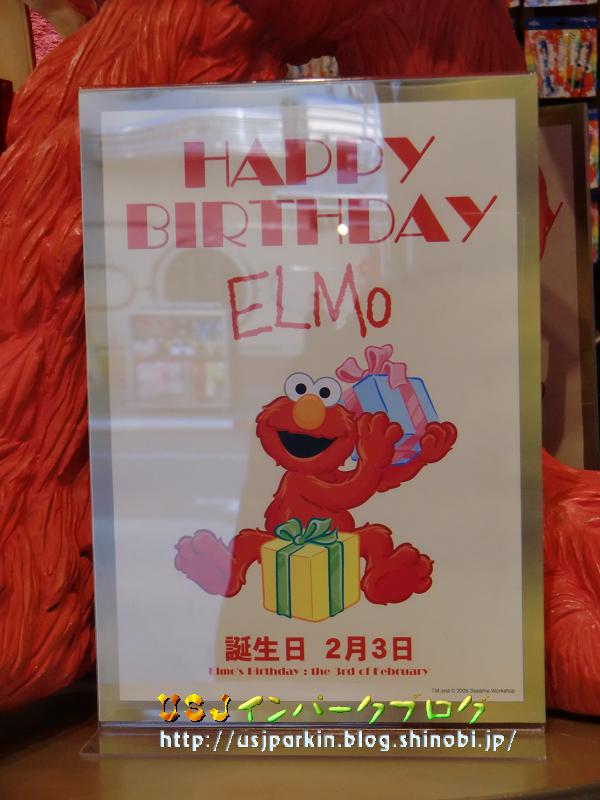 HAPPY
BIRTHDAY
ELMO
誕生日 2月3日
Elmo's Birthday : the 3rd of February
TM and © 2009 Sesame Workshop
USJインパークブログ
http://usjparkin.blog.shinobi.jp/